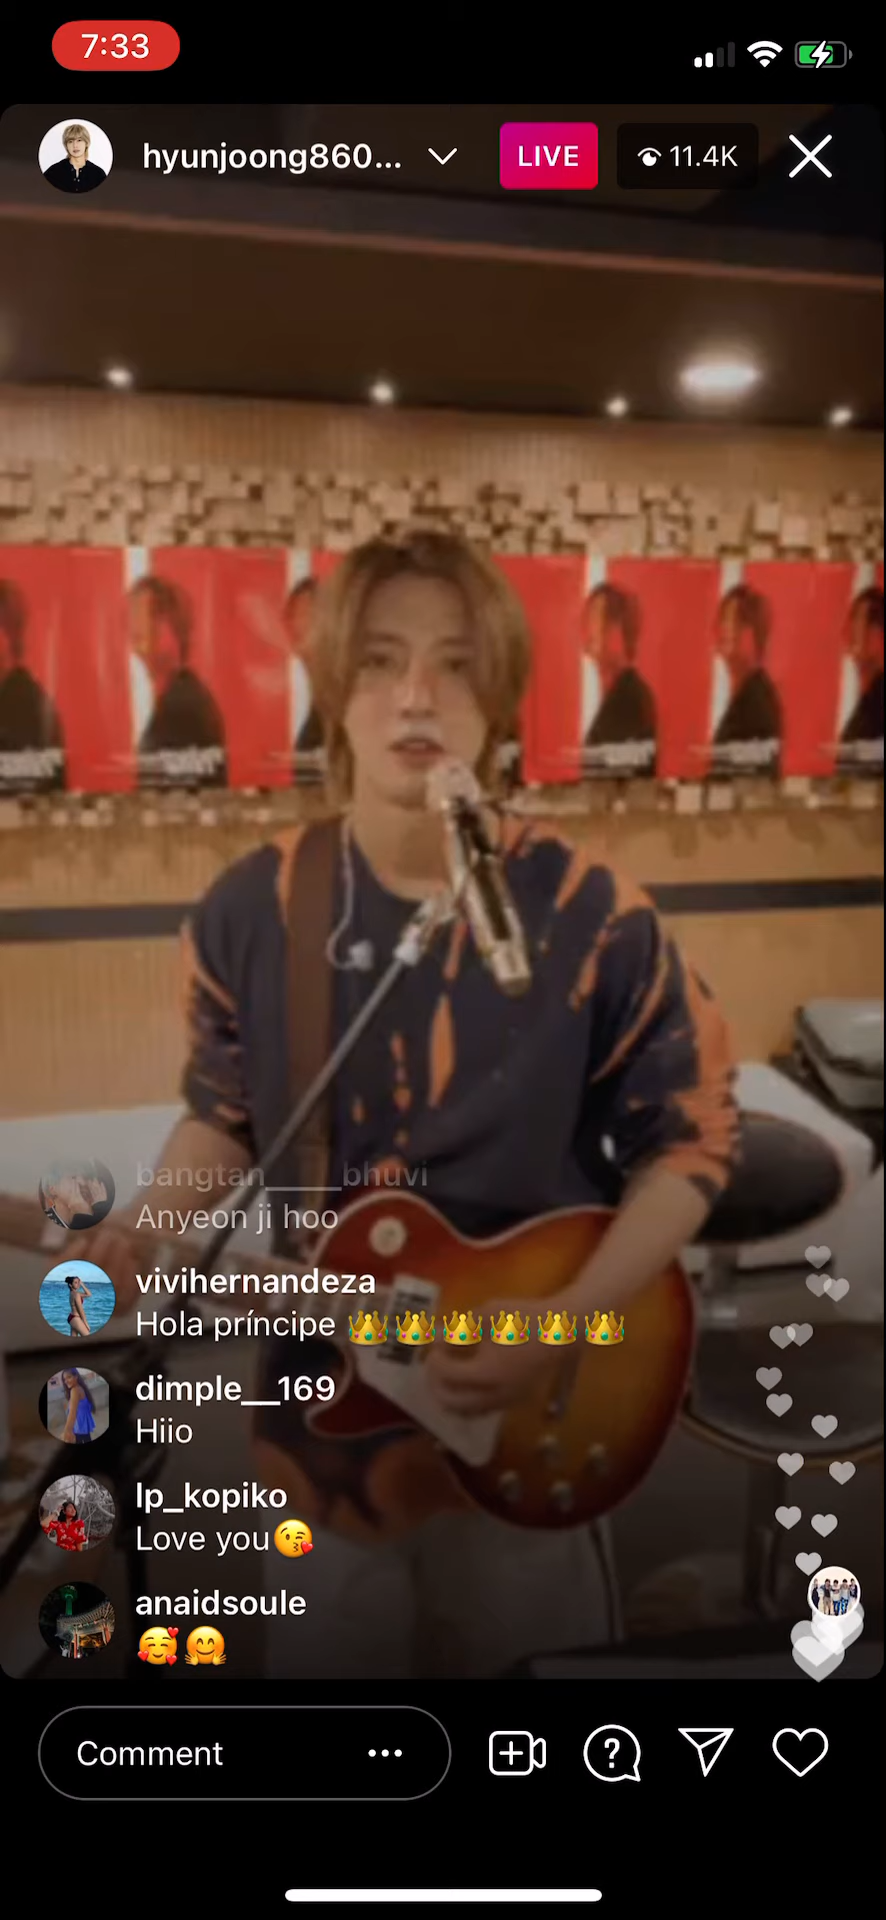 7:33
hyunjoong860...
LIVE
11.4K
bangtan_____bhuvi
Anyeon ji hoo
vivihernandeza
Hola príncipe 👑👑👑👑👑👑
dimple__169
Hiio
lp_kopiko
Love you😘
anaidsoule
🥰🤗
Comment